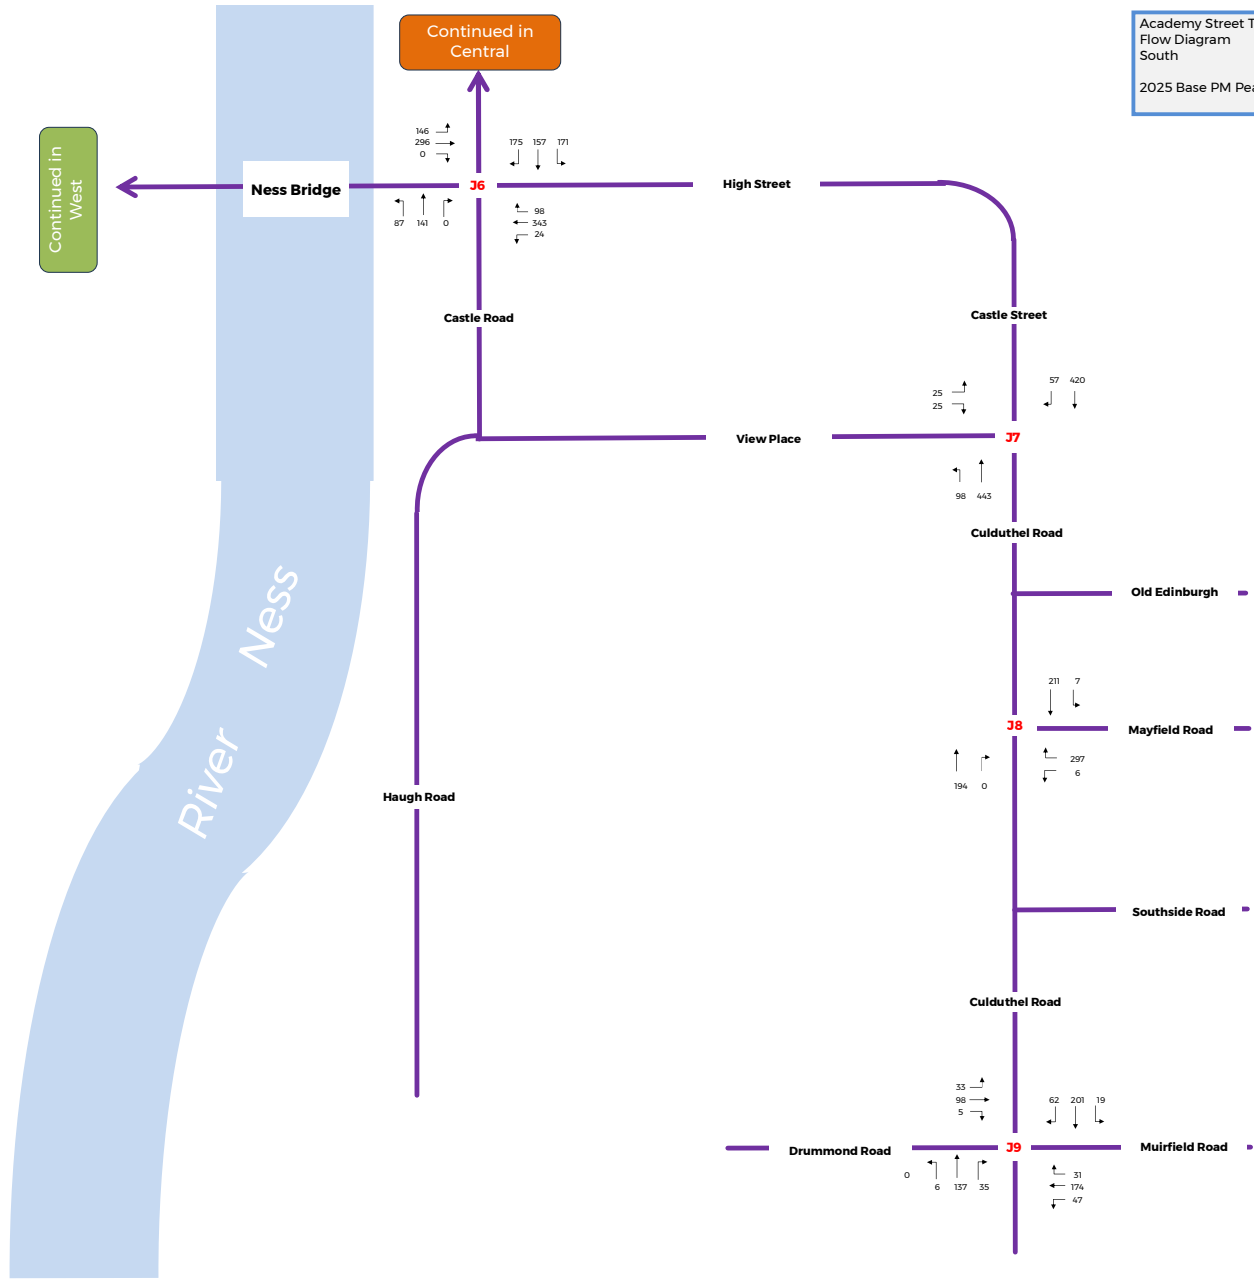 Continued in
Central
Academy Street T
Flow Diagram
South
2025 Base PM Pea
Continued in
West
146
296
0
175 157 171
Ness Bridge
J6
High Street
87 141 0
98
343
24
Castle Road
Castle Street
25
25
57 420
View Place
J7
98 443
Culduthel Road
Old Edinburgh
River Ness
211 7
J8
Mayfield Road
194 0
297
6
Haugh Road
Southside Road
Culduthel Road
33
98
5
62 201 19
Drummond Road
J9
Muirfield Road
0
6 137 35
31
174
47